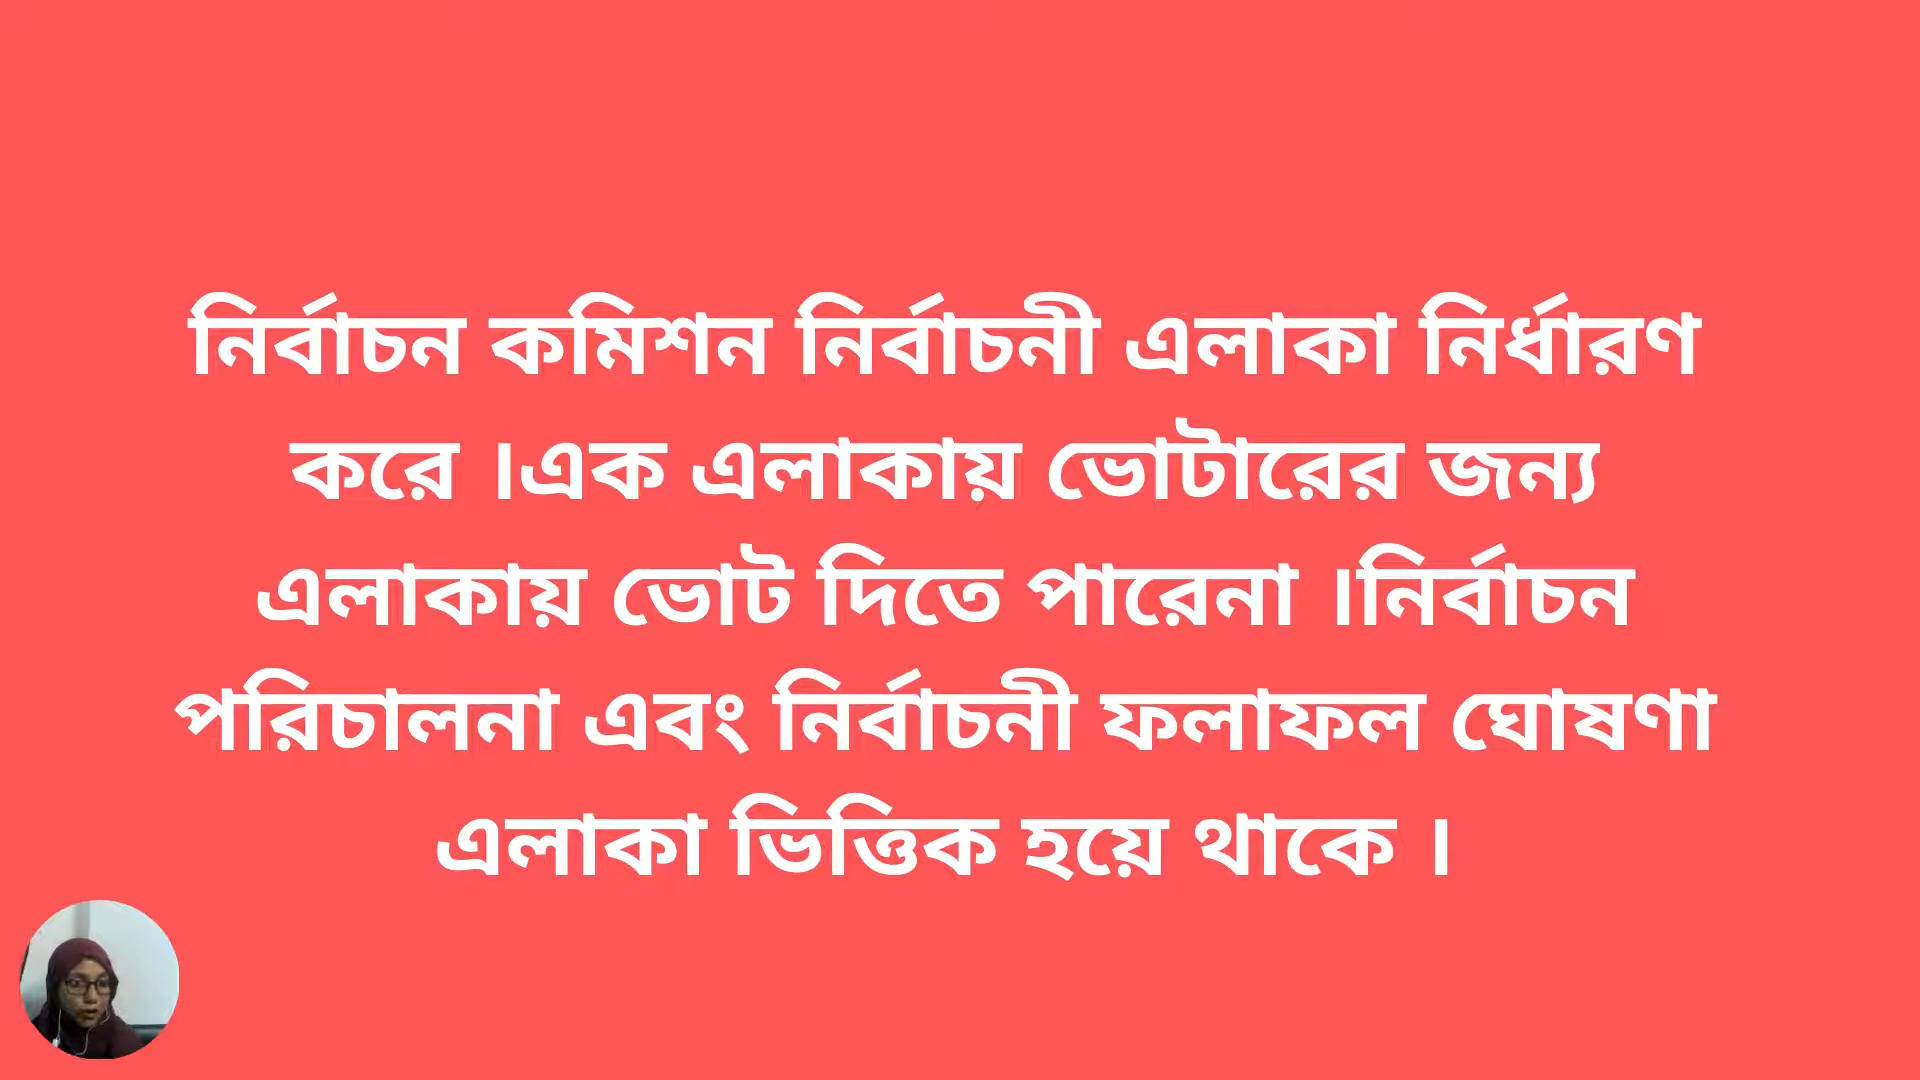 নির্বাচন কমিশন নির্বাচনী এলাকা নির্ধারণ
করে ।এক এলাকায় ভোটারের জন্য
এলাকায় ভোট দিতে পারেনা ।নির্বাচন
পরিচালনা এবং নির্বাচনী ফলাফল ঘোষণা
এলাকা ভিত্তিক হয়ে থাকে ।